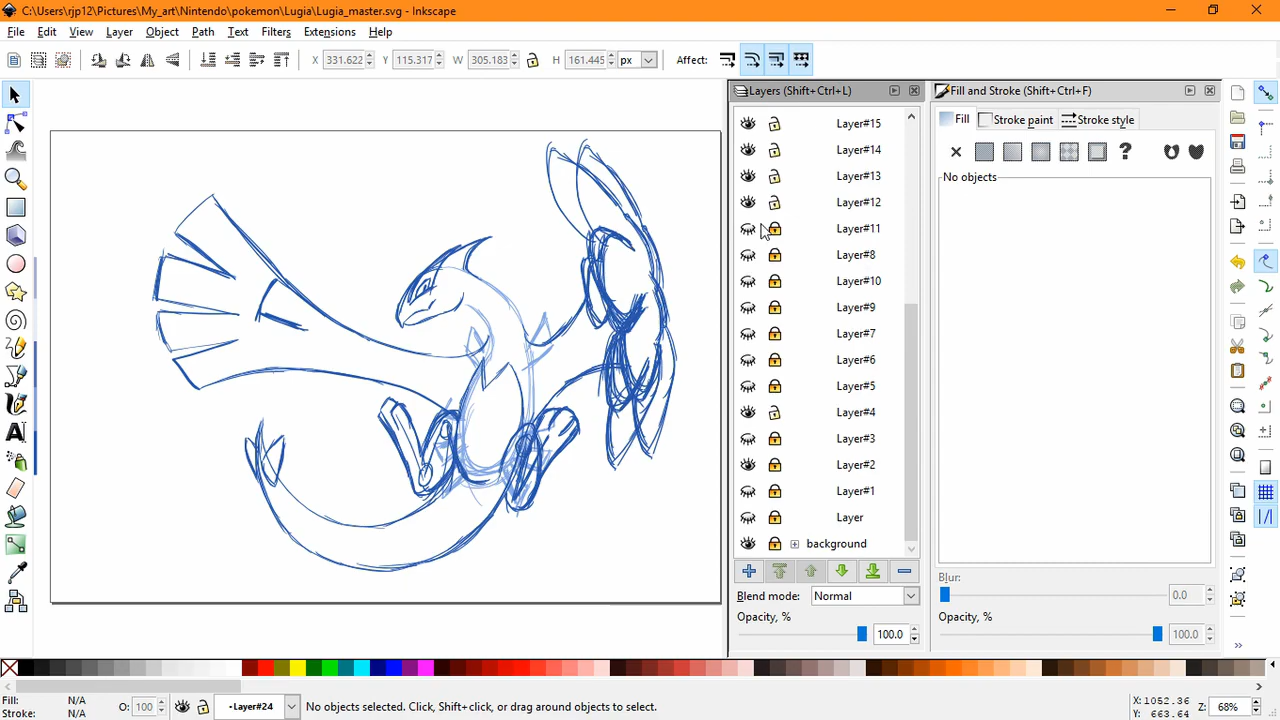 C:\Users\rjp12\Pictures\My_art\Nintendo\pokemon\Lugia\Lugia_master.svg - Inkscape
File Edit View Layer Object Path Text Filters Extensions Help
X 331.622 Y 115.317 W 305.183 H 161.445 px Affect:
Layers (Shift+Ctrl+L)
Layer#15
Layer#14
Layer#13
Layer#12
Layer#11
Layer#8
Layer#10
Layer#9
Layer#7
Layer#6
Layer#5
Layer#4
Layer#3
Layer#2
Layer#1
Layer
background
Blend mode: Normal
Opacity, %
100.0
Fill and Stroke (Shift+Ctrl+F)
Fill Stroke paint Stroke style
No objects
Blur:
0.0
Opacity, %
100.0
Fill: N/A
Stroke: N/A
O: 100
·Layer#24
No objects selected. Click, Shift+click, or drag around objects to select.
X:1052.36
Y: 663.64
Z: 68%